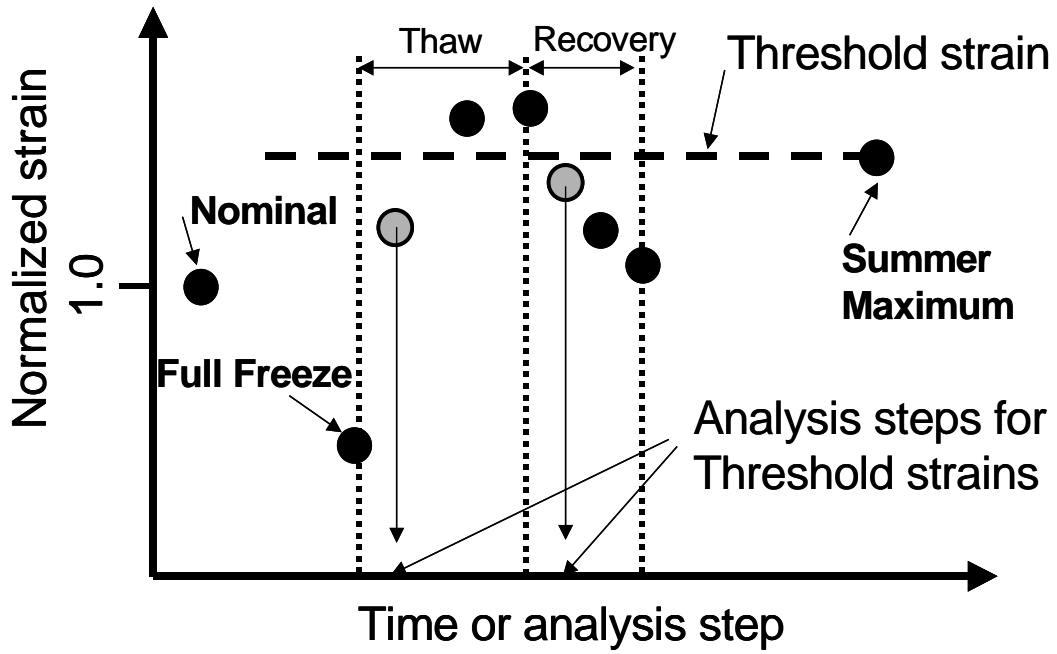 Thaw
Recovery
Threshold strain
Normalized strain
1.0
Nominal
Full Freeze
Summer
Maximum
Analysis steps for
Threshold strains
Time or analysis step